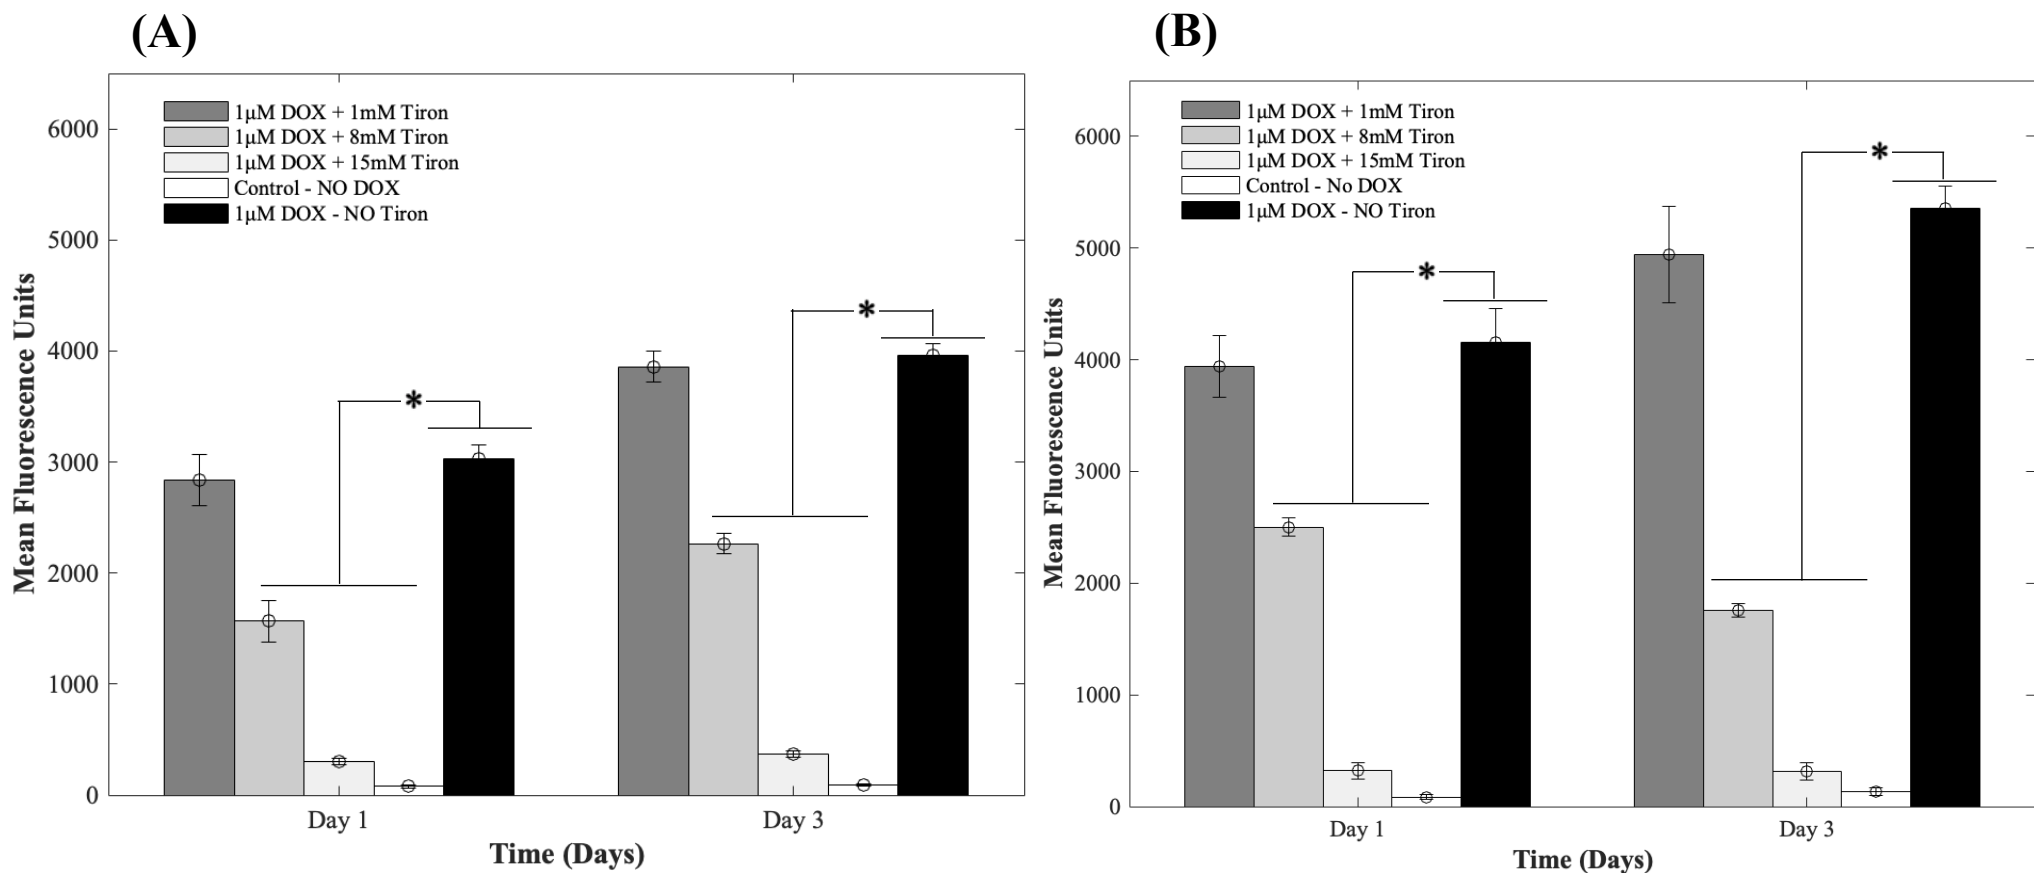 (A)
1μM DOX + 1mM Tiron
1μM DOX + 8mM Tiron
1μM DOX + 15mM Tiron
Control - NO DOX
1μM DOX - NO Tiron
6000
5000
4000
3000
2000
1000
0
Mean Fluorescence Units
*
*
Day 1
Day 3
Time (Days)
(B)
1μM DOX + 1mM Tiron
1μM DOX + 8mM Tiron
1μM DOX + 15mM Tiron
Control - No DOX
1μM DOX - NO Tiron
6000
5000
4000
3000
2000
1000
0
Mean Fluorescence Units
*
*
Day 1
Day 3
Time (Days)